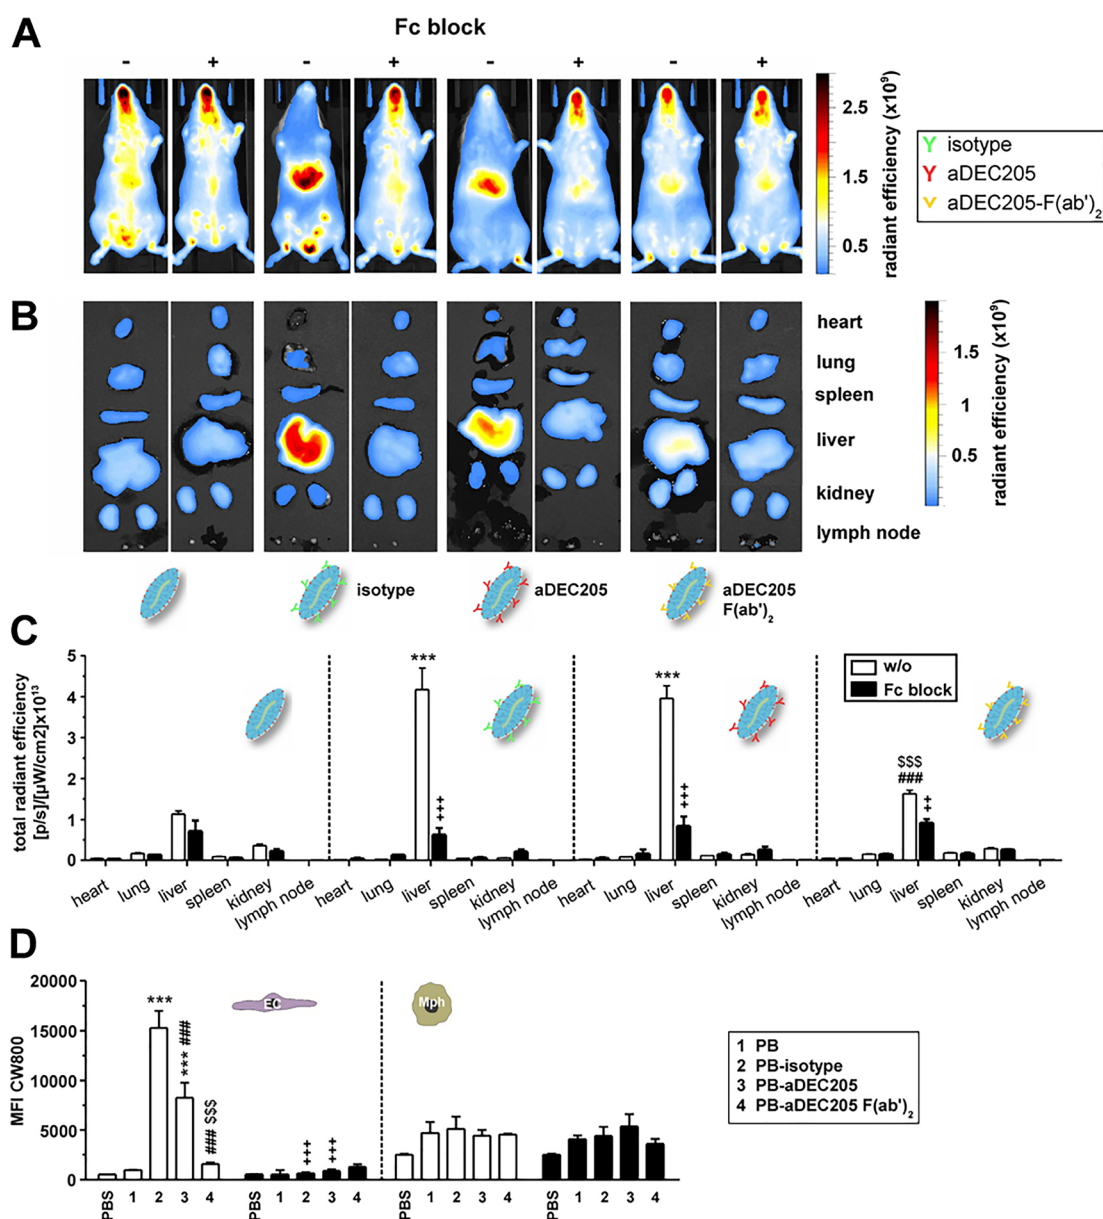 A
Fc block
- + - + - + - +
2.5
1.5
0.5
radiant efficiency (x10⁹)
isotype
aDEC205
aDEC205-F(ab')₂
B
heart
lung
spleen
liver
kidney
lymph node
1.5
1
0.5
radiant efficiency (x10⁹)
isotype
aDEC205
aDEC205
F(ab')₂
C
total radiant efficiency
[p/s]/[µW/cm2]x10¹³
5
4
3
2
1
0
w/o
Fc block
***
+++
***
+++
$$$
###
++
heart lung liver spleen kidney lymph node heart lung liver spleen kidney lymph node heart lung liver spleen kidney lymph node heart lung liver spleen kidney lymph node
D
MFI CW800
20000
15000
10000
5000
0
***
*** ###
### $$$
+++
+++
EC
Mph
PBS 1 2 3 4 PBS 1 2 3 4 PBS 1 2 3 4 PBS 1 2 3 4
1 PB
2 PB-isotype
3 PB-aDEC205
4 PB-aDEC205 F(ab')₂